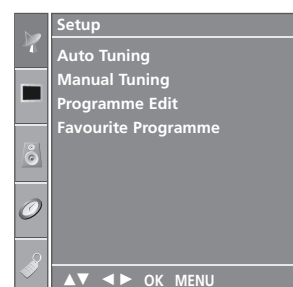 Setup
Auto Tuning
Manual Tuning
Programme Edit
Favourite Programme
▲▼ ◄► OK MENU